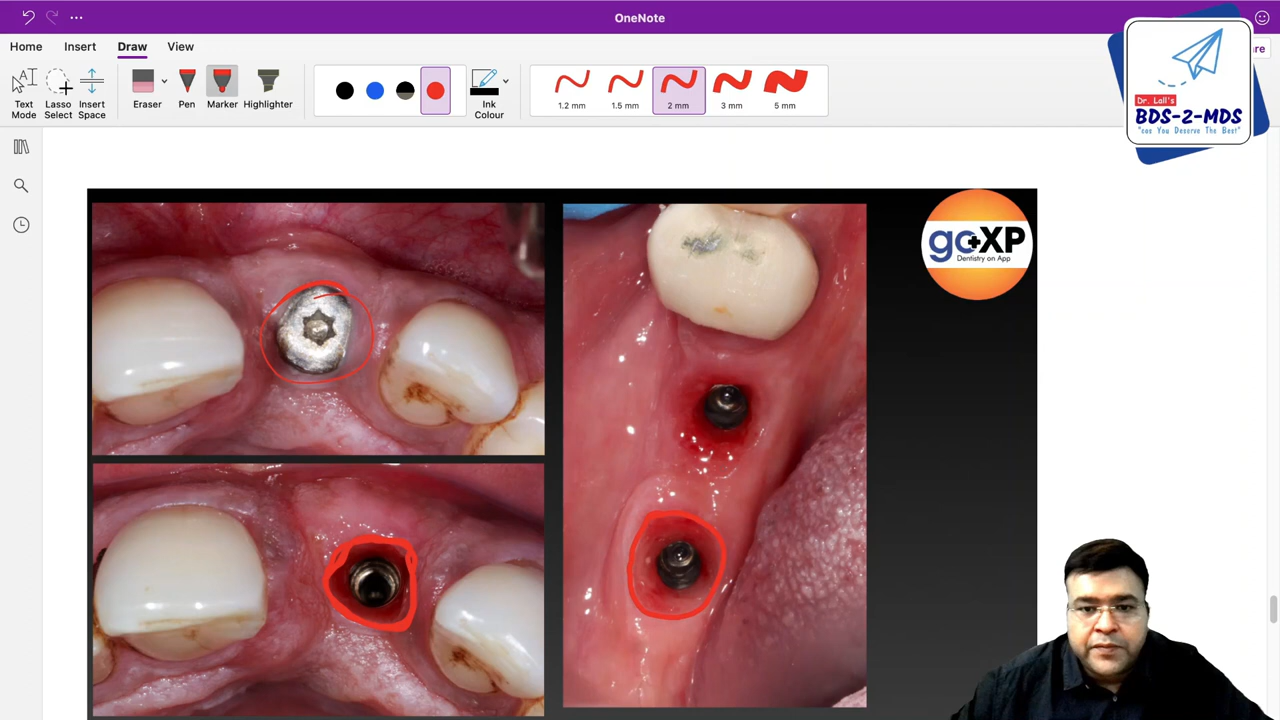 OneNote
Home Insert Draw View
Text Mode
Lasso Select
Insert Space
Eraser
Pen
Marker
Highlighter
Ink Colour
1.2 mm
1.5 mm
2 mm
3 mm
5 mm
are
Dr. Lall's
BDS-2-MDS
"cos You Deserve The Best"
goXP
Dentistry on App